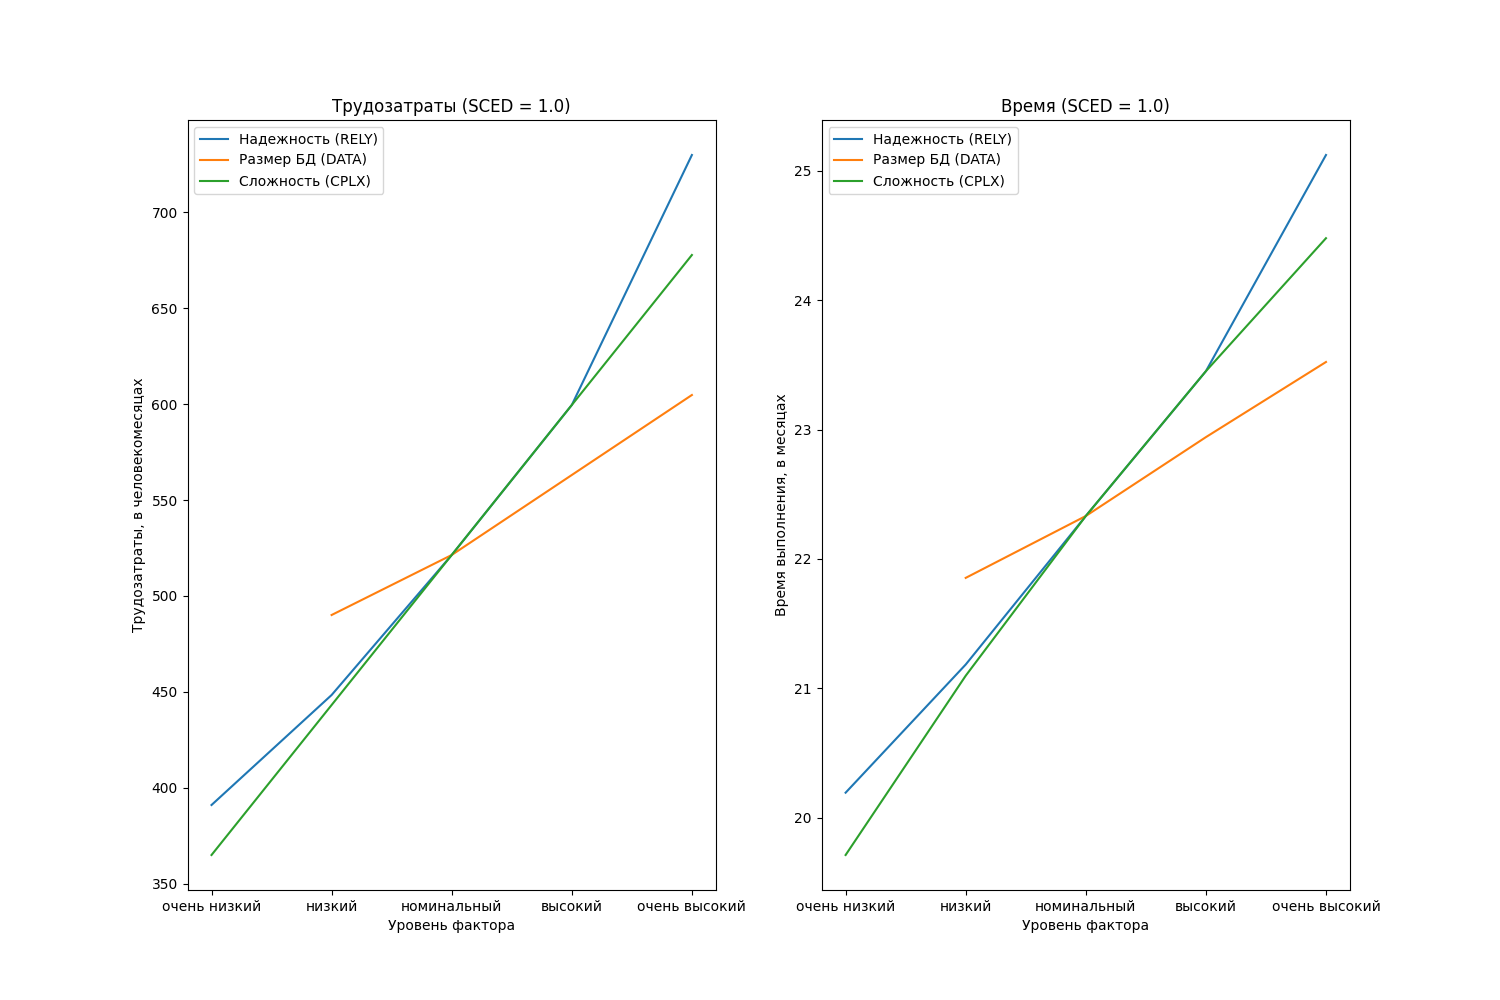 Трудозатраты (SCED = 1.0)
Надежность (RELY)
Размер БД (DATA)
Сложность (CPLX)
Трудозатраты, в человекомесяцах
700
650
600
550
500
450
400
350
очень низкий
низкий
номинальный
высокий
очень высокий
Уровень фактора
Время (SCED = 1.0)
Надежность (RELY)
Размер БД (DATA)
Сложность (CPLX)
Время выполнения, в месяцах
25
24
23
22
21
20
очень низкий
низкий
номинальный
высокий
очень высокий
Уровень фактора